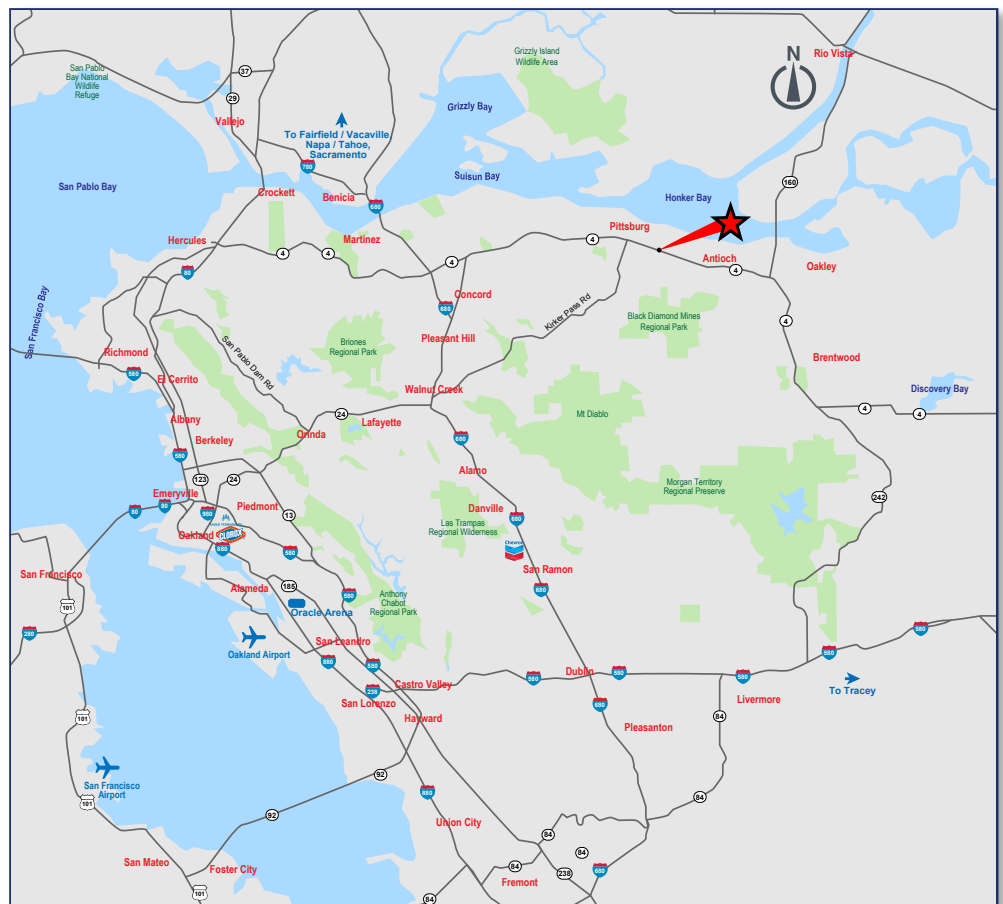 N
Rio Vista
Grizzly Island
Wildlife Area
San Pablo
Bay National
Wildlife
Refuge
37
29
Vallejo
Grizzly Bay
To Fairfield / Vacaville
Napa / Tahoe,
Sacramento
780
Suisun Bay
160
San Pablo Bay
Crockett
Benicia
680
Honker Bay
Pittsburg
Hercules
Martinez
4
4
4
4
Antioch
4
Oakley
80
Concord
680
Kirker Pass Rd
San Francisco Bay
Black Diamond Mines
Regional Park
4
Pleasant Hill
San Pablo Dam Rd
Briones
Regional Park
Richmond
580
El Cerrito
Brentwood
Walnut Creek
Discovery Bay
24
Lafayette
4
4
Mt Diablo
Albany
Orinda
Berkeley
680
580
Alamo
123
24
Morgan Territory
Regional Preserve
Emeryville
242
80
80
980
Piedmont
13
Danville
680
Las Trampas
Regional Wilderness
Oakland
CLOROX
880
580
Chevron
San Francisco
San Ramon
101
Alameda
185
580
680
Anthony
Chabot
Regional Park
Oracle Arena
280
580
San Leandro
Oakland Airport
580
880
580
Dublin
580
580
580
238
Castro Valley
To Tracey
San Lorenzo
Livermore
680
Hayward
84
101
Pleasanton
92
San Francisco
Airport
880
84
101
92
Union City
84
84
San Mateo
84
Foster City
238
680
Fremont
101
84